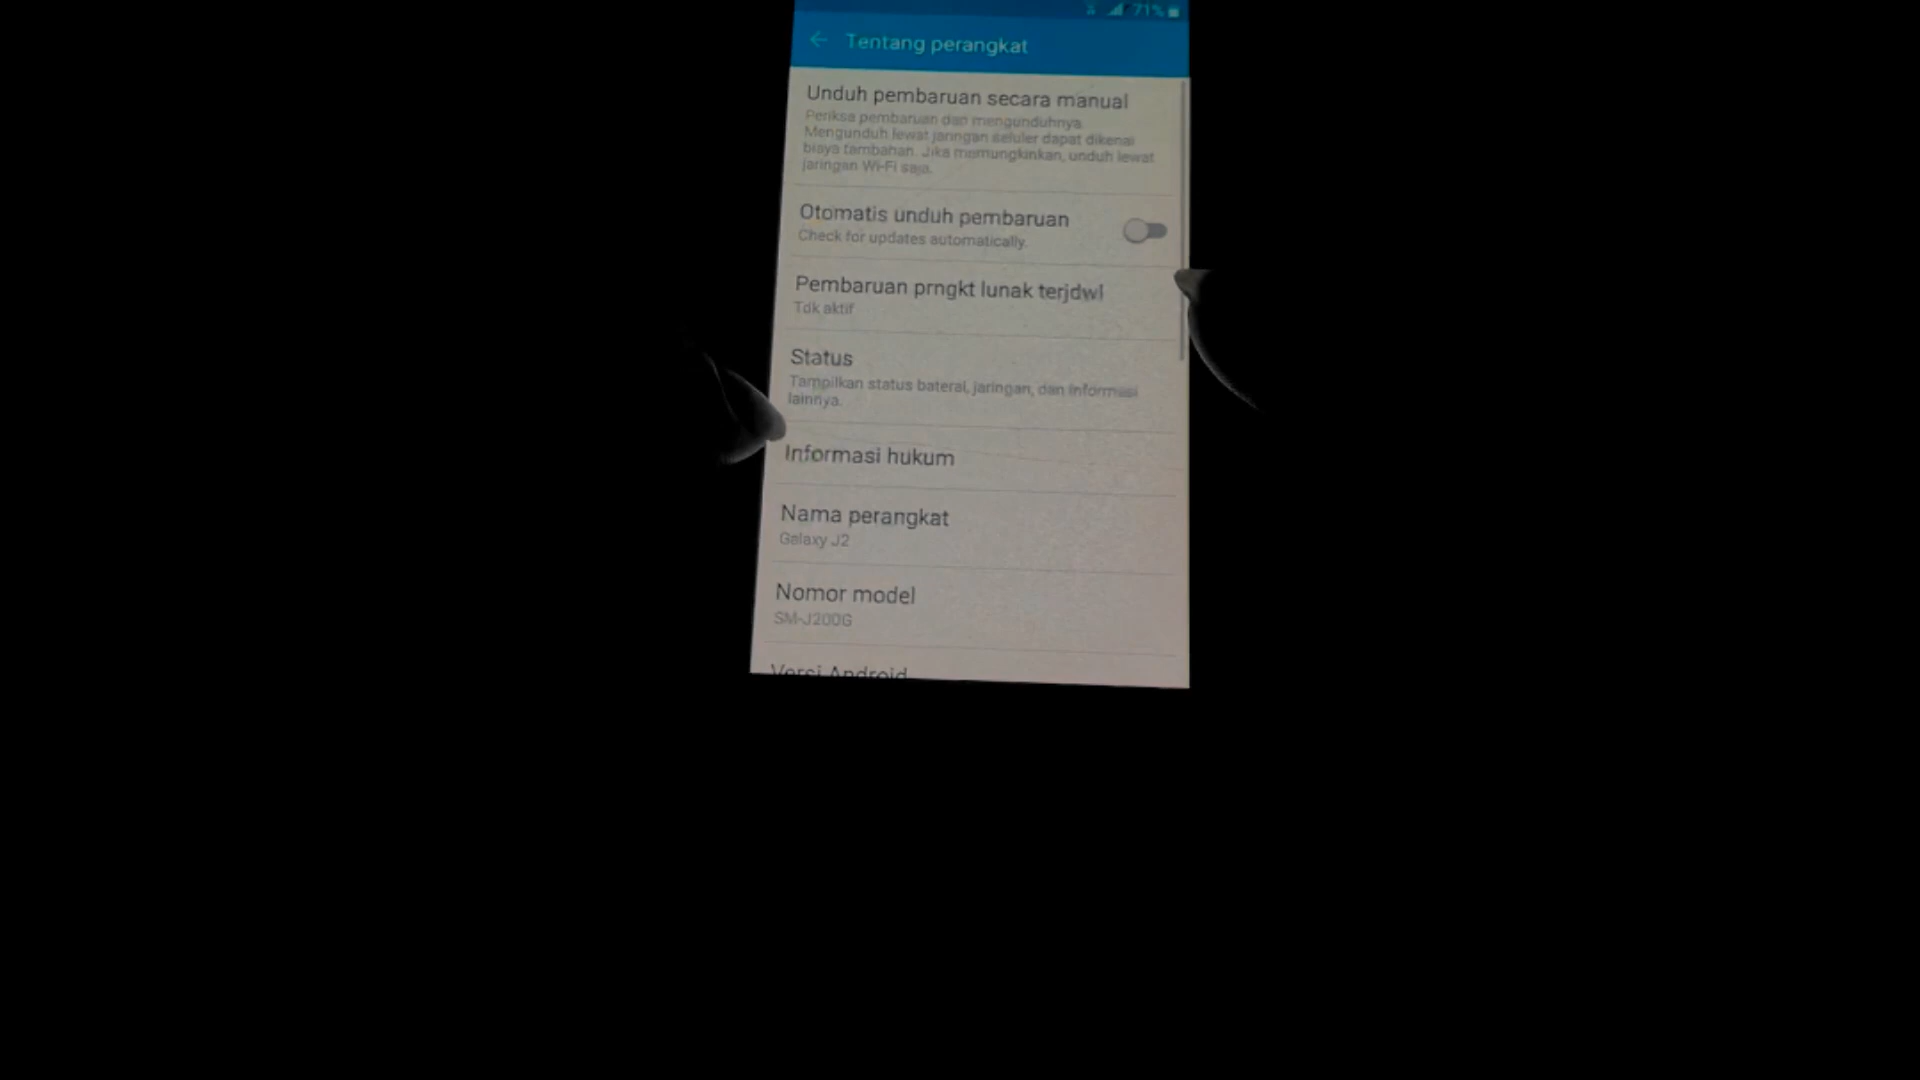 71%
Tentang perangkat
Unduh pembaruan secara manual
Periksa pembaruan dan mengunduhnya.
Mengunduh lewat jaringan seluler dapat dikenai
biaya tambahan. Jika memungkinkan, unduh lewat
jaringan Wi-Fi saja.
Otomatis unduh pembaruan
Check for updates automatically.
Pembaruan prngkt lunak terjdwl
Tdk aktif
Status
Tampilkan status baterai, jaringan, dan informasi
lainnya.
Informasi hukum
Nama perangkat
Galaxy J2
Nomor model
SM-J200G
Versi Android